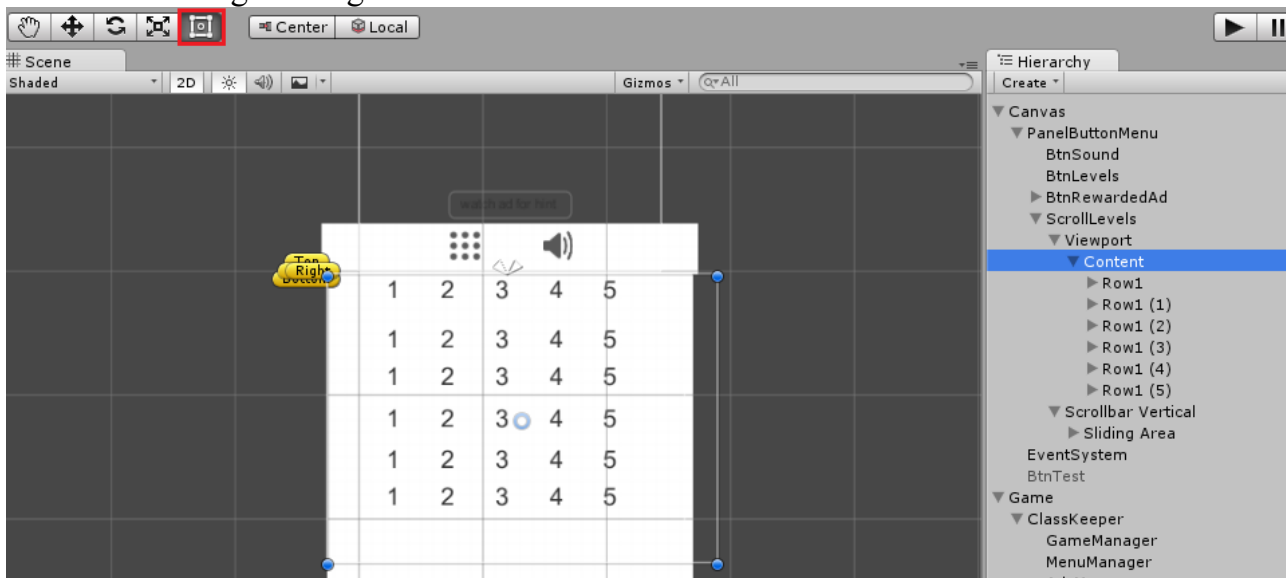 Center Local
# Scene
Shaded 2D Gizmos All
Hierarchy
Create
watch ad for hint
Top
Right
Bottom
1 2 3 4 5
1 2 3 4 5
1 2 3 4 5
1 2 3 4 5
1 2 3 4 5
1 2 3 4 5
Canvas
PanelButtonMenu
BtnSound
BtnLevels
BtnRewardedAd
ScrollLevels
Viewport
Content
Row1
Row1 (1)
Row1 (2)
Row1 (3)
Row1 (4)
Row1 (5)
Scrollbar Vertical
Sliding Area
EventSystem
BtnTest
Game
ClassKeeper
GameManager
MenuManager